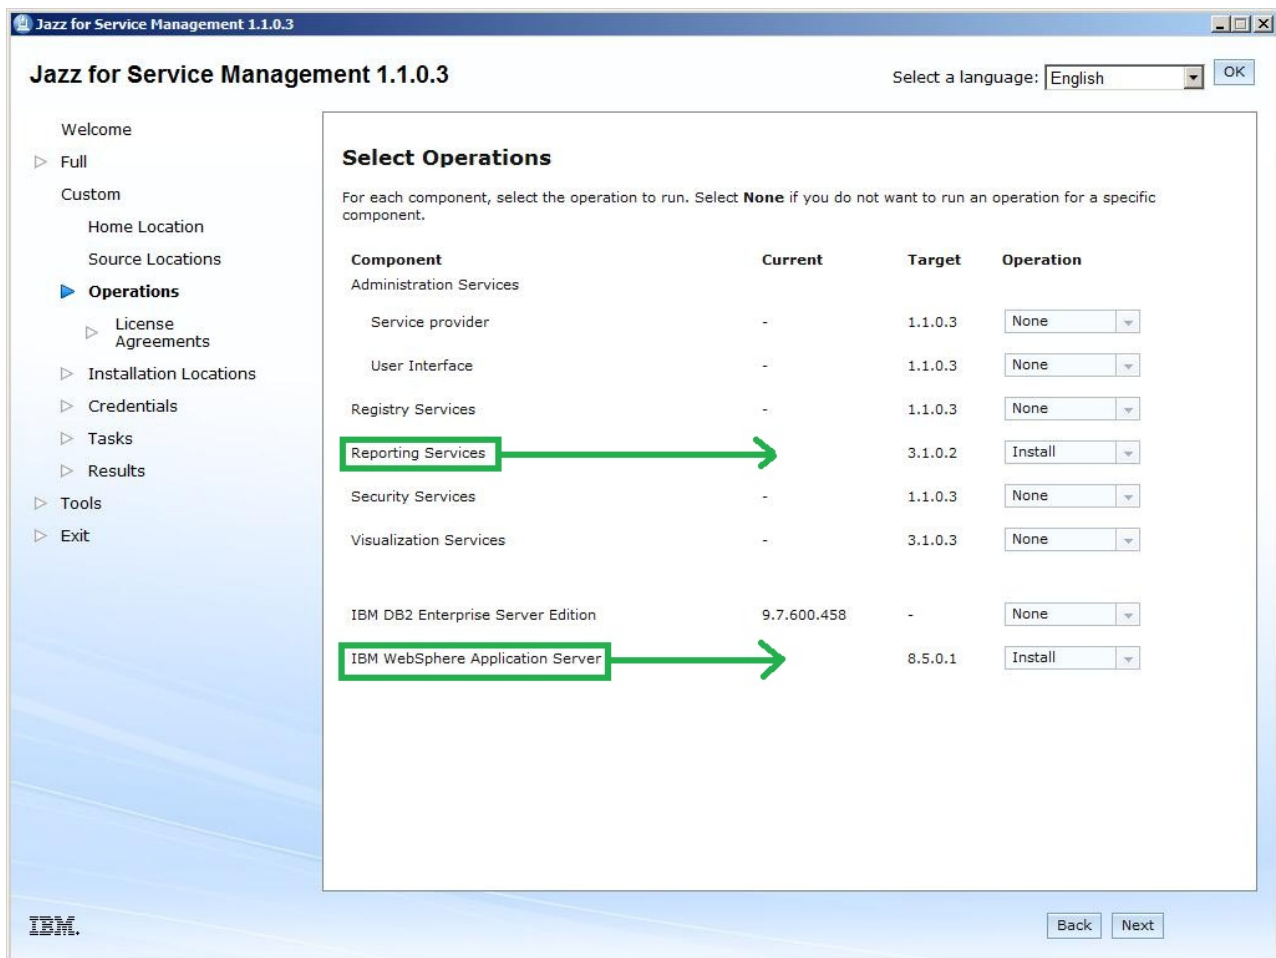 Jazz for Service Management 1.1.0.3
Jazz for Service Management 1.1.0.3
Select a language: English OK
Welcome
Full
Custom
Home Location
Source Locations
Operations
License
Agreements
Installation Locations
Credentials
Tasks
Results
Tools
Exit
Select Operations
For each component, select the operation to run. Select None if you do not want to run an operation for a specific
component.
Component Current Target Operation
Administration Services
Service provider - 1.1.0.3 None
User Interface - 1.1.0.3 None
Registry Services - 1.1.0.3 None
Reporting Services 3.1.0.2 Install
Security Services - 1.1.0.3 None
Visualization Services - 3.1.0.3 None
IBM DB2 Enterprise Server Edition 9.7.600.458 - None
IBM WebSphere Application Server 8.5.0.1 Install
IBM.
Back Next